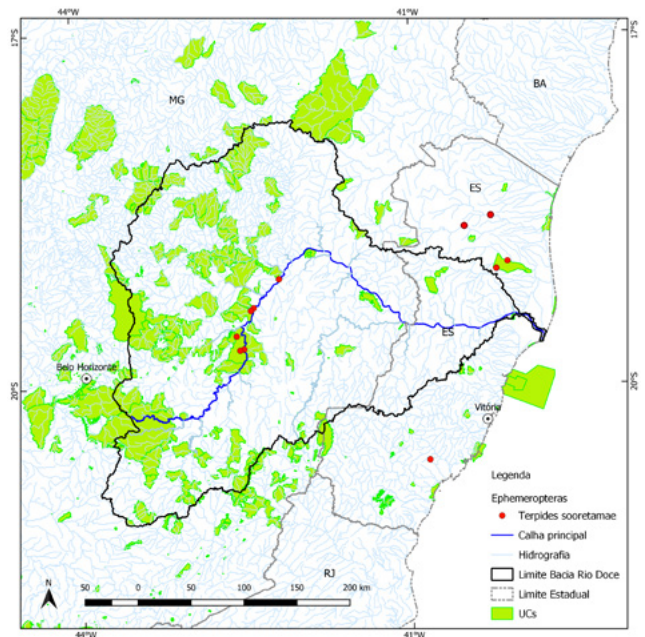 44°W
41°W
17°S
17°S
MG
BA
ES
ES
Belo Horizonte
20°S
20°S
Vitória
Legenda
Ephemeropteras
Terpides sooretamae
Calha principal
Hidrografia
Limite Bacia Rio Doce
Limite Estadual
UCs
RJ
N
50 0 50 100 150 200 km
44°W
41°W